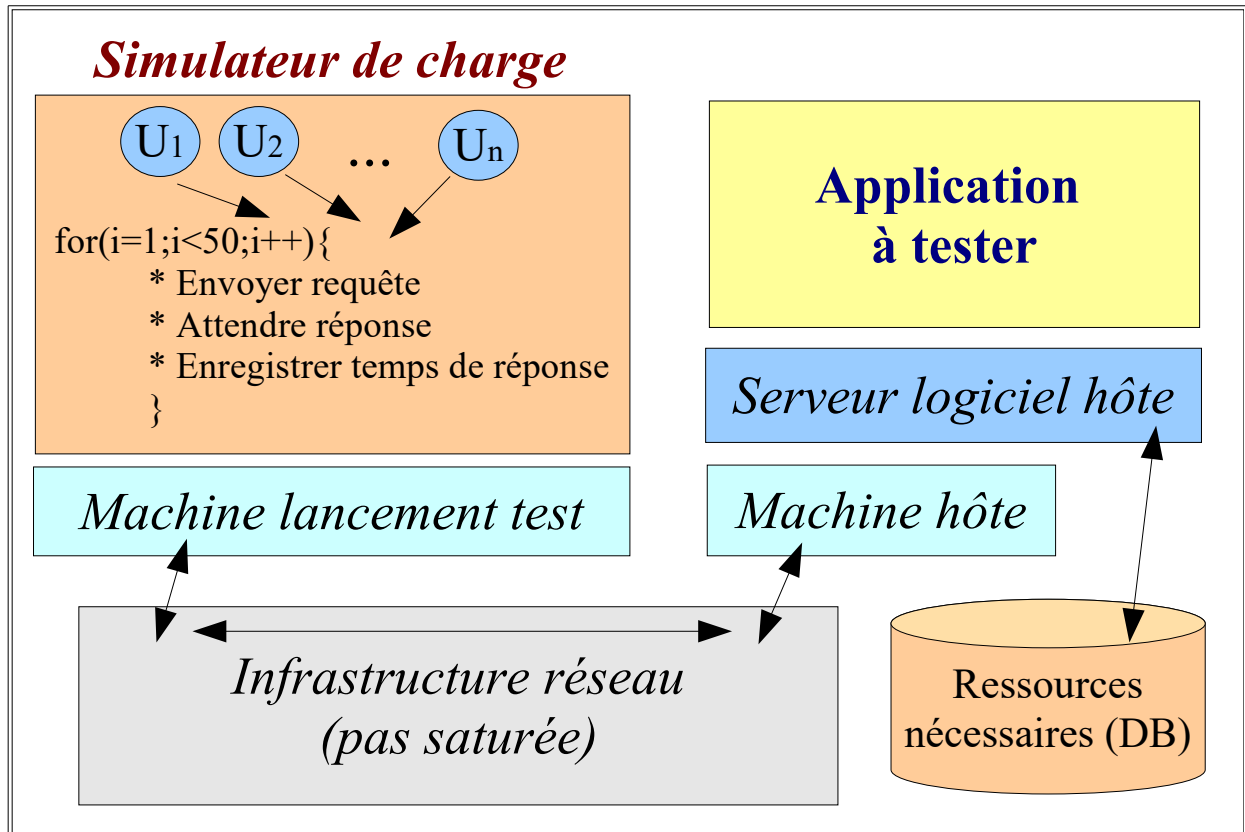 Simulateur de charge
U1 U2 ... Un
for(i=1;i<50;i++){
* Envoyer requête
* Attendre réponse
* Enregistrer temps de réponse
}
Machine lancement test
Application
à tester
Serveur logiciel hôte
Machine hôte
Infrastructure réseau
(pas saturée)
Ressources
nécessaires (DB)